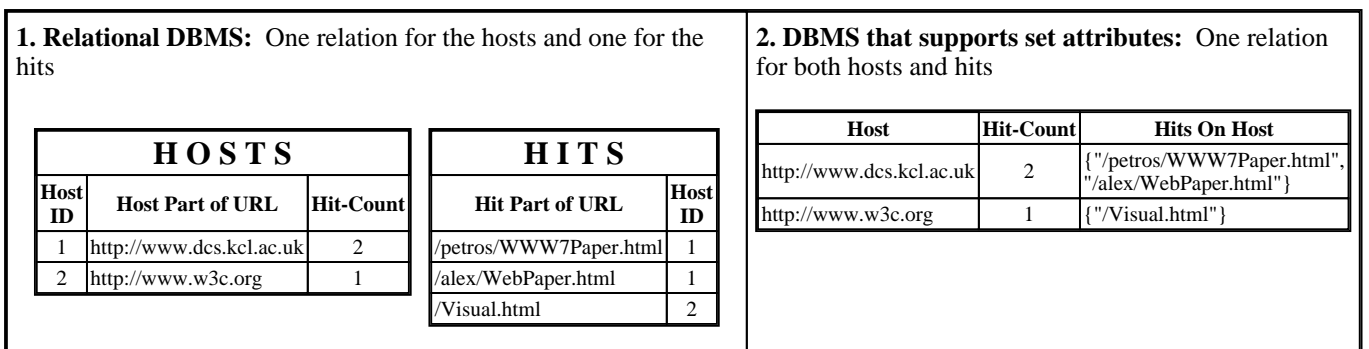 1. Relational DBMS: One relation for the hosts and one for the
hits
H O S T S
Host ID Host Part of URL Hit-Count
1 http://www.dcs.kcl.ac.uk 2
2 http://www.w3c.org 1
H I T S
Hit Part of URL Host ID
/petros/WWW7Paper.html 1
/alex/WebPaper.html 1
/Visual.html 2
2. DBMS that supports set attributes: One relation
for both hosts and hits
Host Hit-Count Hits On Host
http://www.dcs.kcl.ac.uk 2 {"/petros/WWW7Paper.html",
"/alex/WebPaper.html"}
http://www.w3c.org 1 {"/Visual.html"}